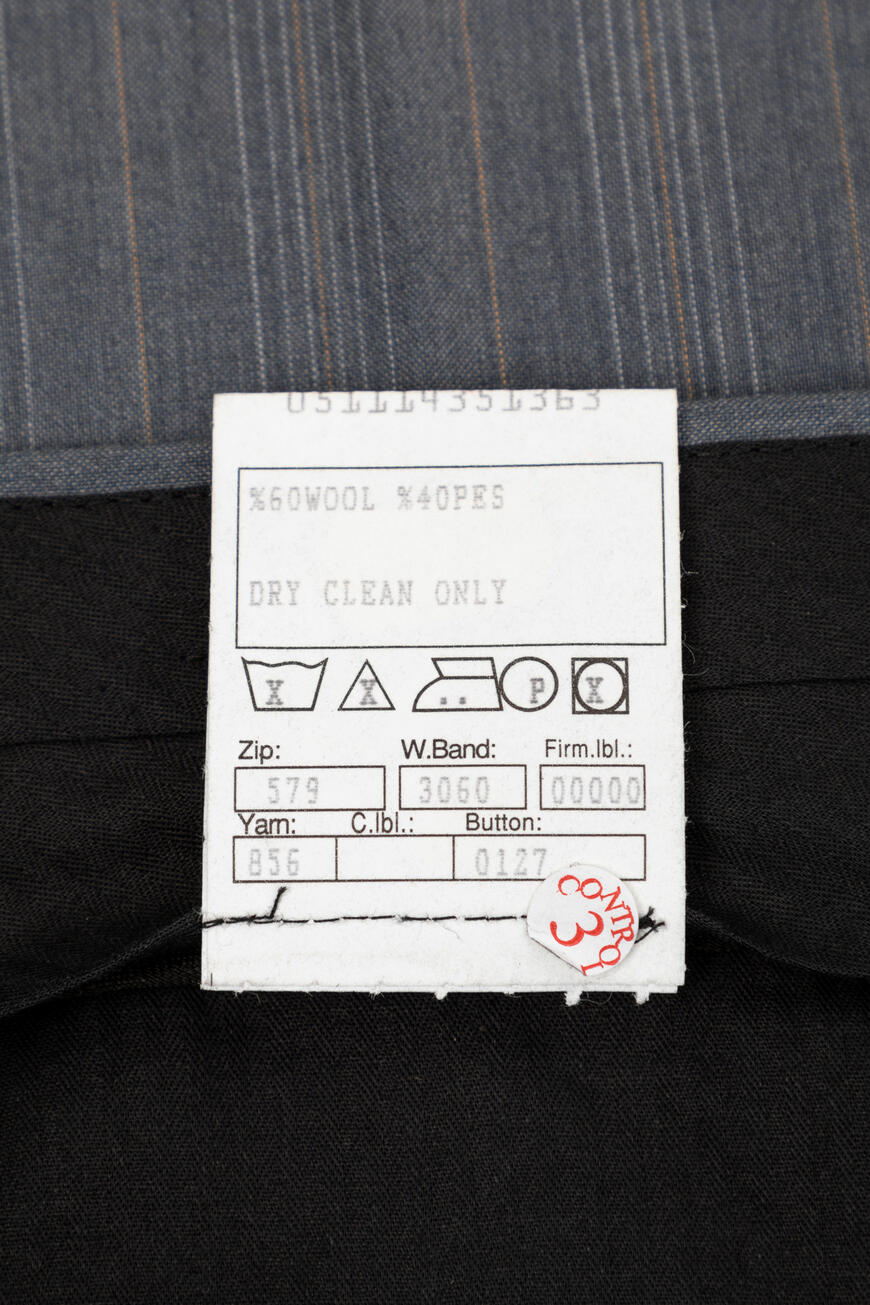 051114351363
%60WOOL %40PES
DRY CLEAN ONLY
X X .. P X
Zip: W.Band: Firm.lbl.:
579 3060 00000
Yarn: C.lbl.: Button:
856 0127
CONTROL
3